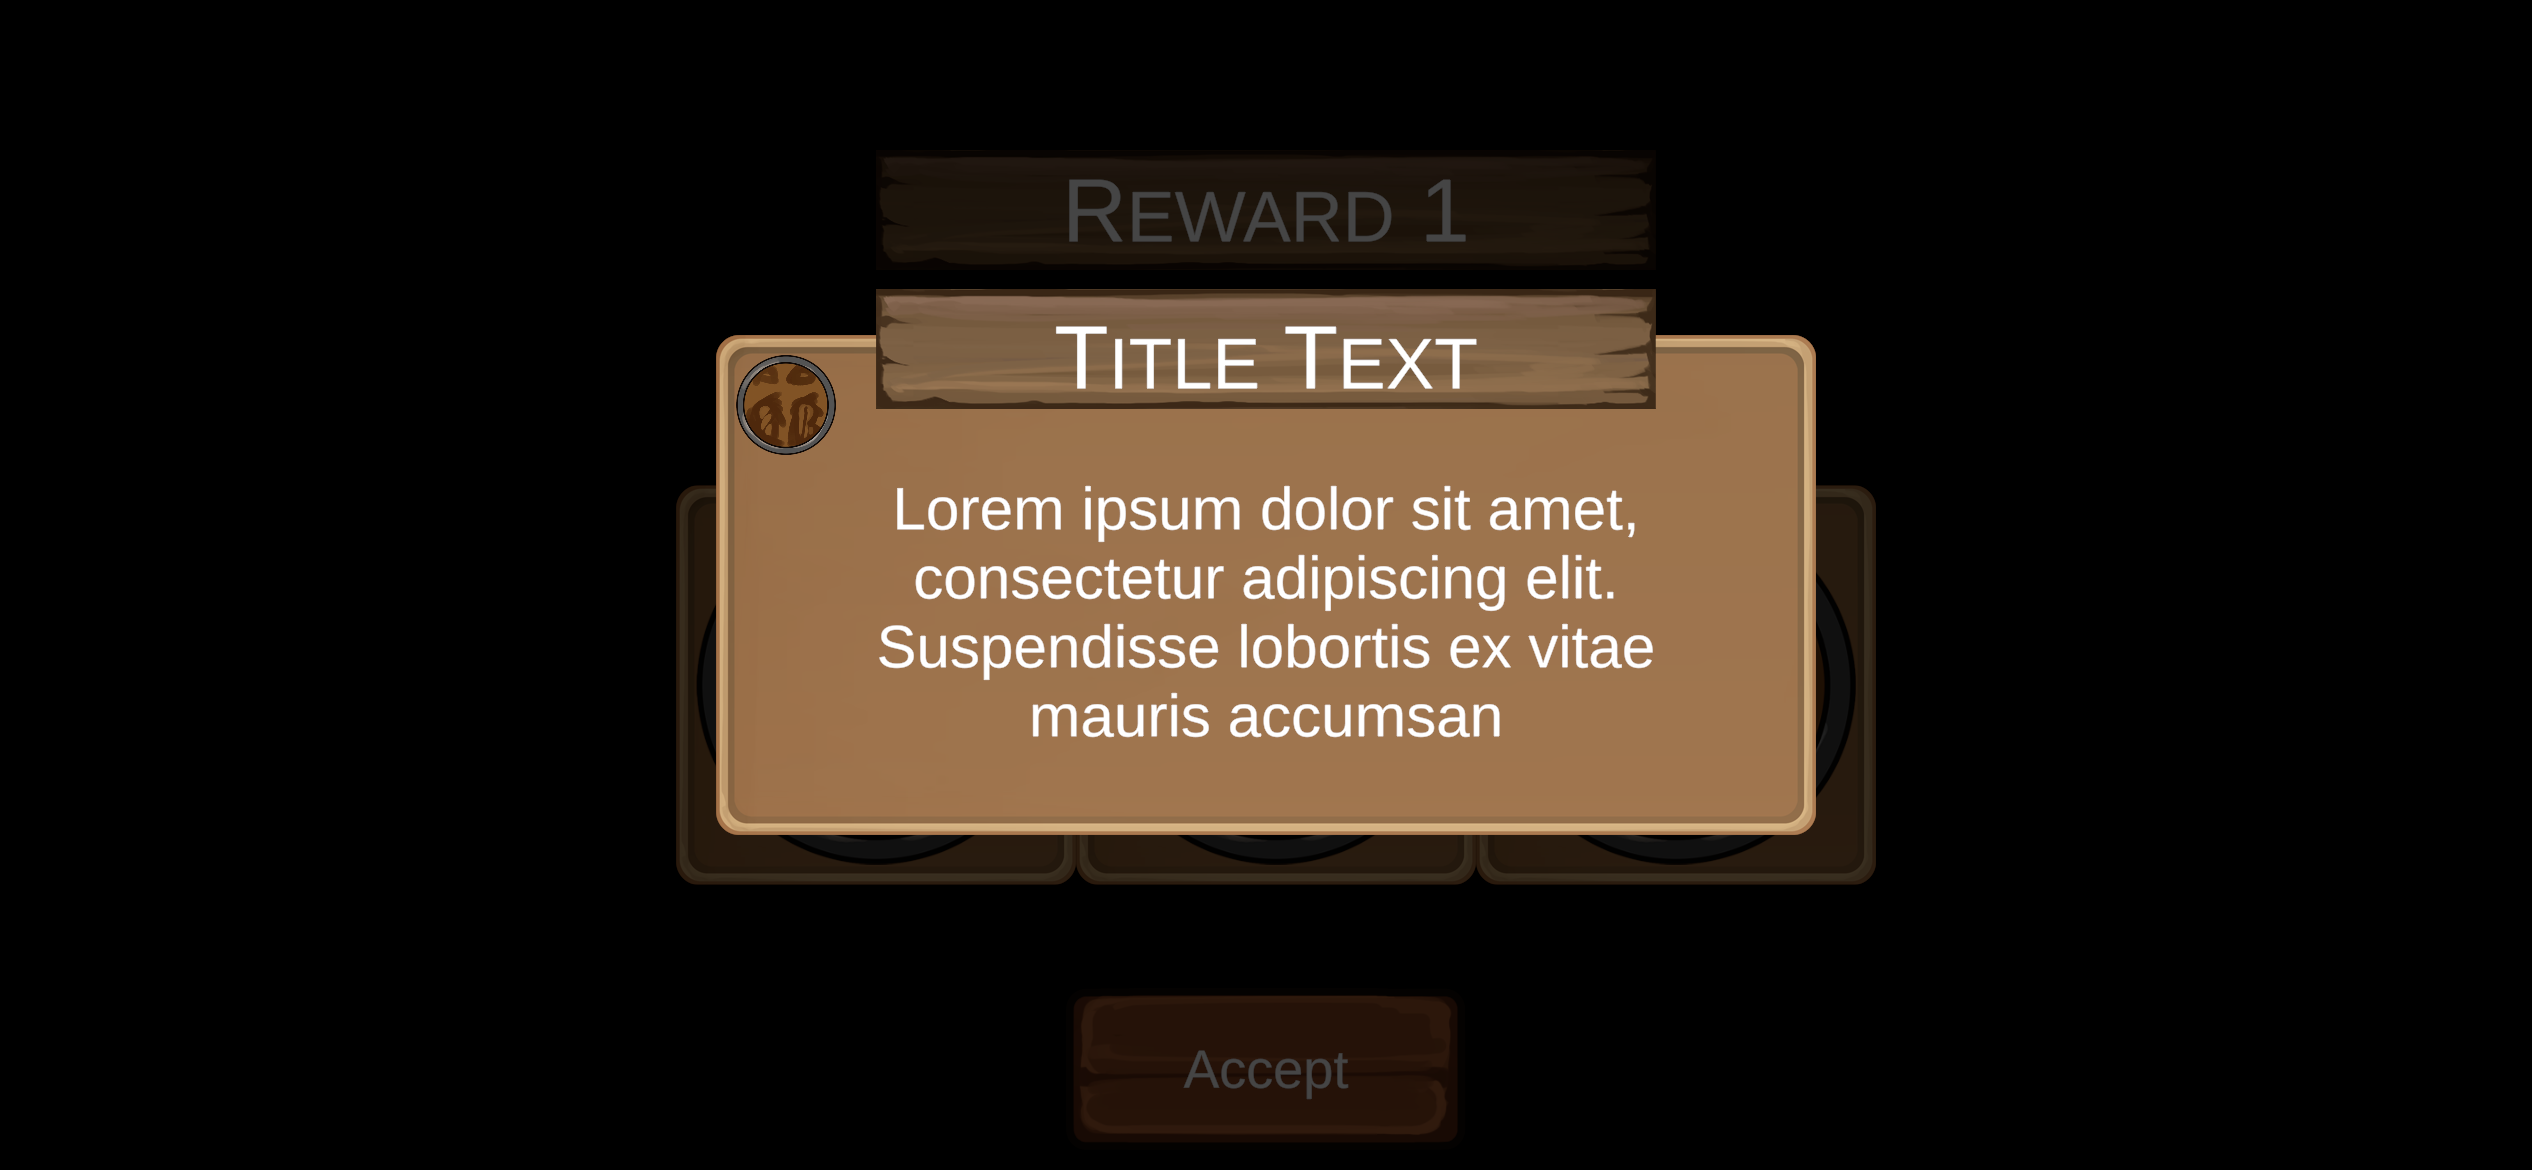 Reward 1
Title Text
Lorem ipsum dolor sit amet,
consectetur adipiscing elit.
Suspendisse lobortis ex vitae
mauris accumsan
Accept